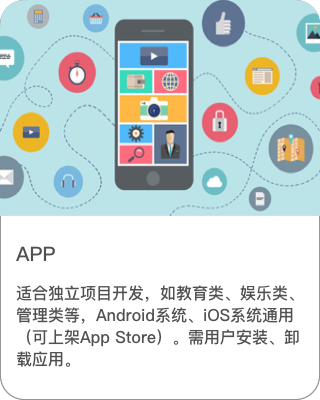 APP
适合独立项目开发，如教育类、娱乐类、
管理类等，Android系统、iOS系统通用
（可上架App Store）。需用户安装、卸
载应用。